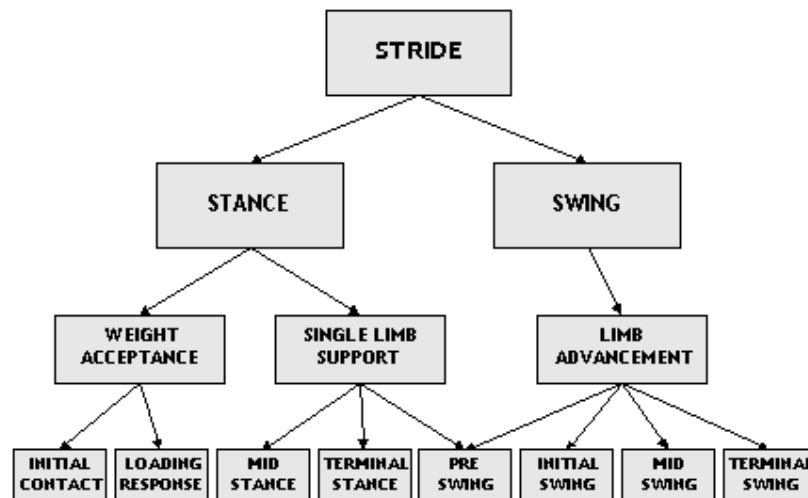 STRIDE
STANCE
SWING
WEIGHT
ACCEPTANCE
SINGLE LIMB
SUPPORT
LIMB
ADVANCEMENT
INITIAL
CONTACT
LOADING
RESPONSE
MID
STANCE
TERMINAL
STANCE
PRE
SWING
INITIAL
SWING
MID
SWING
TERMINAL
SWING